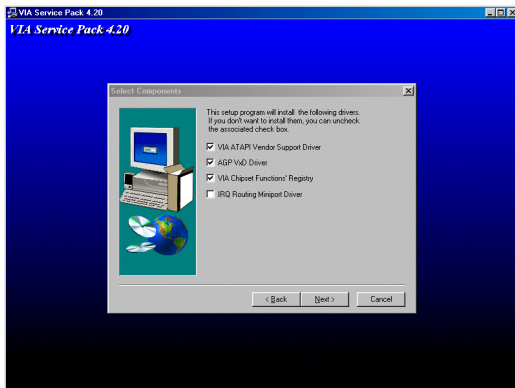 VIA Service Pack 4.20
VIA Service Pack 4.20
Select Components
This setup program will install the following drivers.
If you don't want to install them, you can uncheck
the associated check box.
VIA ATAPI Vendor Support Driver
AGP VxD Driver
VIA Chipset Functions' Registry
IRQ Routing Miniport Driver
< Back
Next >
Cancel